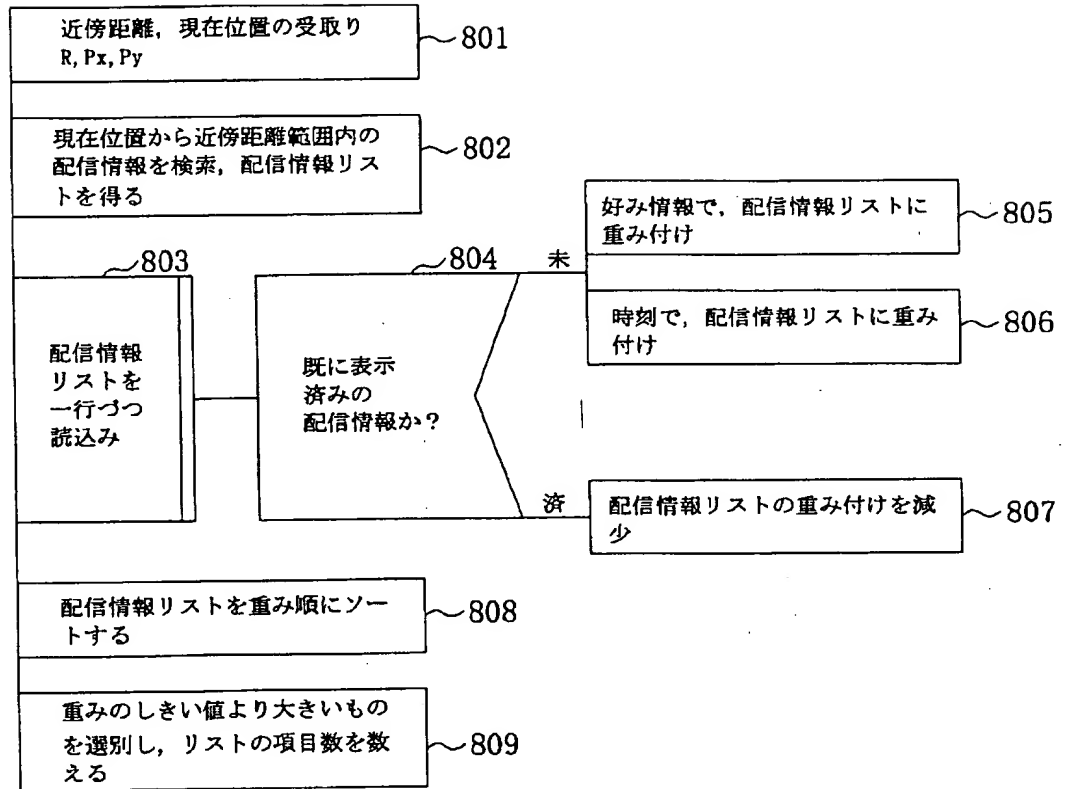 近傍距離，現在位置の受取り
R,Px,Py
801
現在位置から近傍距離範囲内の
配信情報を検索，配信情報リス
トを得る
802
803
配信情報
リストを
一行づつ
読込み
804
既に表示
済みの
配信情報か？
未
好み情報で，配信情報リストに
重み付け
805
時刻で，配信情報リストに重み
付け
806
済
配信情報リストの重み付けを減
少
807
配信情報リストを重み順にソー
トする
808
重みのしきい値より大きいもの
を選別し，リストの項目数を数
える
809